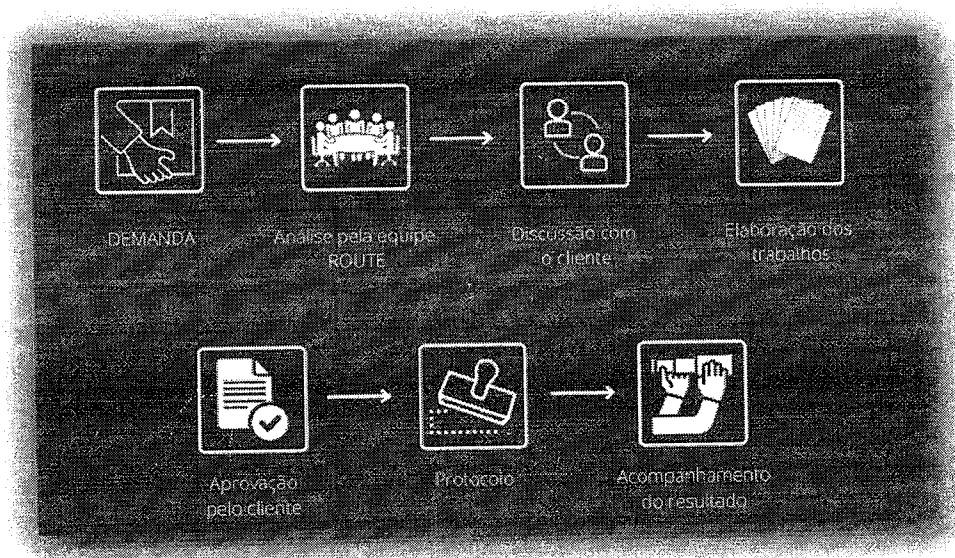 DEMANDA
Análise pela equipe
ROUTE
Discussão com
o cliente
Elaboração dos
trabalhos
Aprovação
pelo cliente
Protocolo
Acompanhamento
do resultado